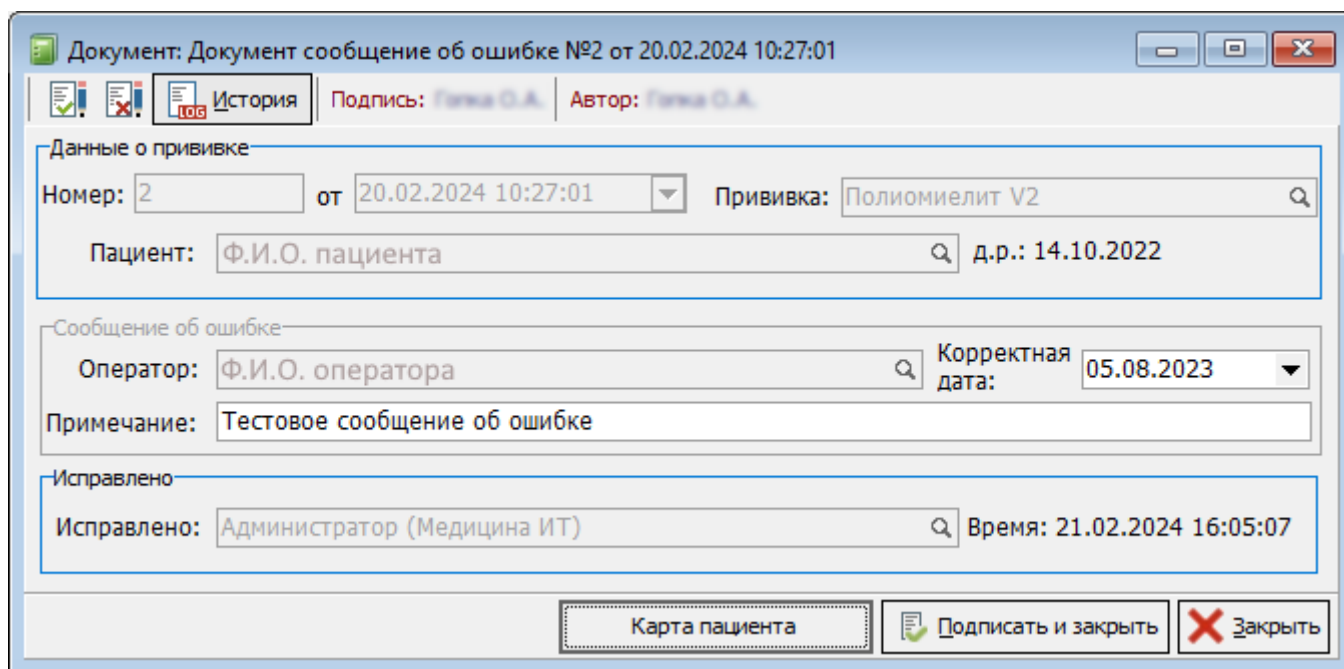 Документ: Документ сообщение об ошибке №2 от 20.02.2024 10:27:01
LOG История Подпись: Автор:
Данные о прививке
Номер: 2 от 20.02.2024 10:27:01 Прививка: Полиомиелит V2
Пациент: Ф.И.О. пациента д.р.: 14.10.2022
Сообщение об ошибке
Оператор: Ф.И.О. оператора Корректная дата: 05.08.2023
Примечание: Тестовое сообщение об ошибке
Исправлено
Исправлено: Администратор (Медицина ИТ) Время: 21.02.2024 16:05:07
Карта пациента Подписать и закрыть Закрыть